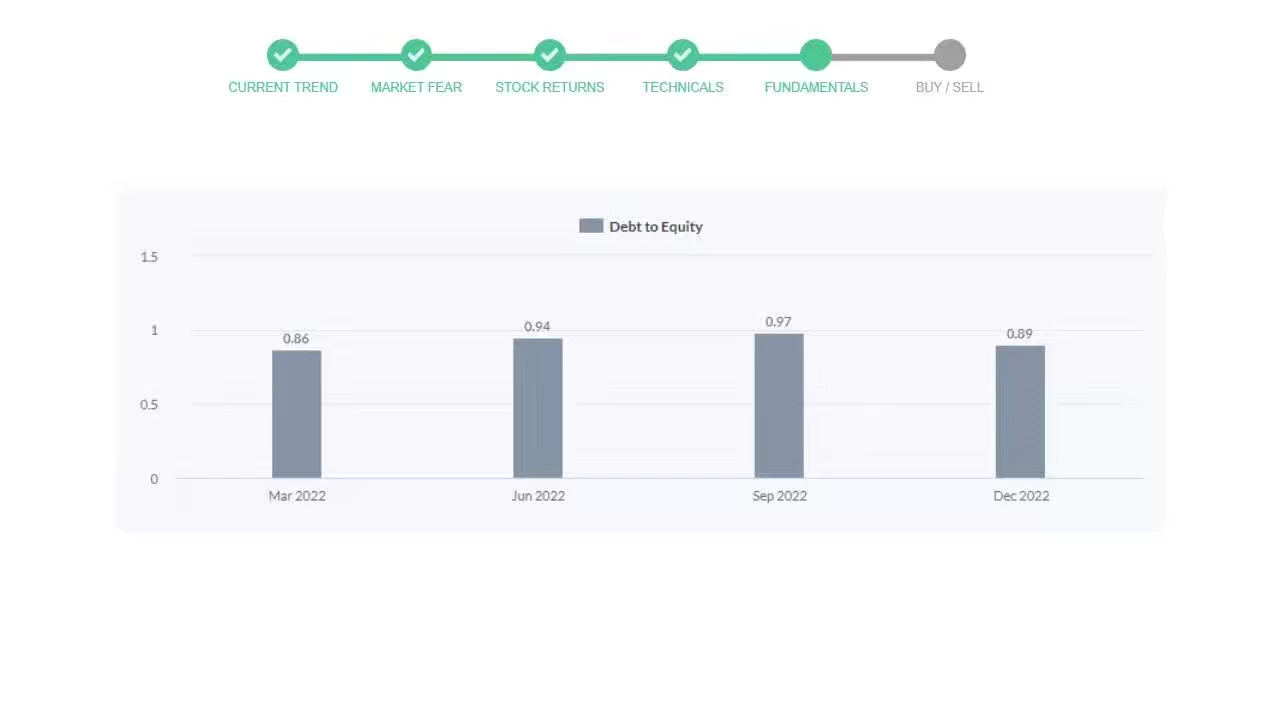 CURRENT TREND MARKET FEAR STOCK RETURNS TECHNICALS FUNDAMENTALS BUY / SELL
Debt to Equity
1.5
1
0.5
0
0.86
0.94
0.97
0.89
Mar 2022 Jun 2022 Sep 2022 Dec 2022